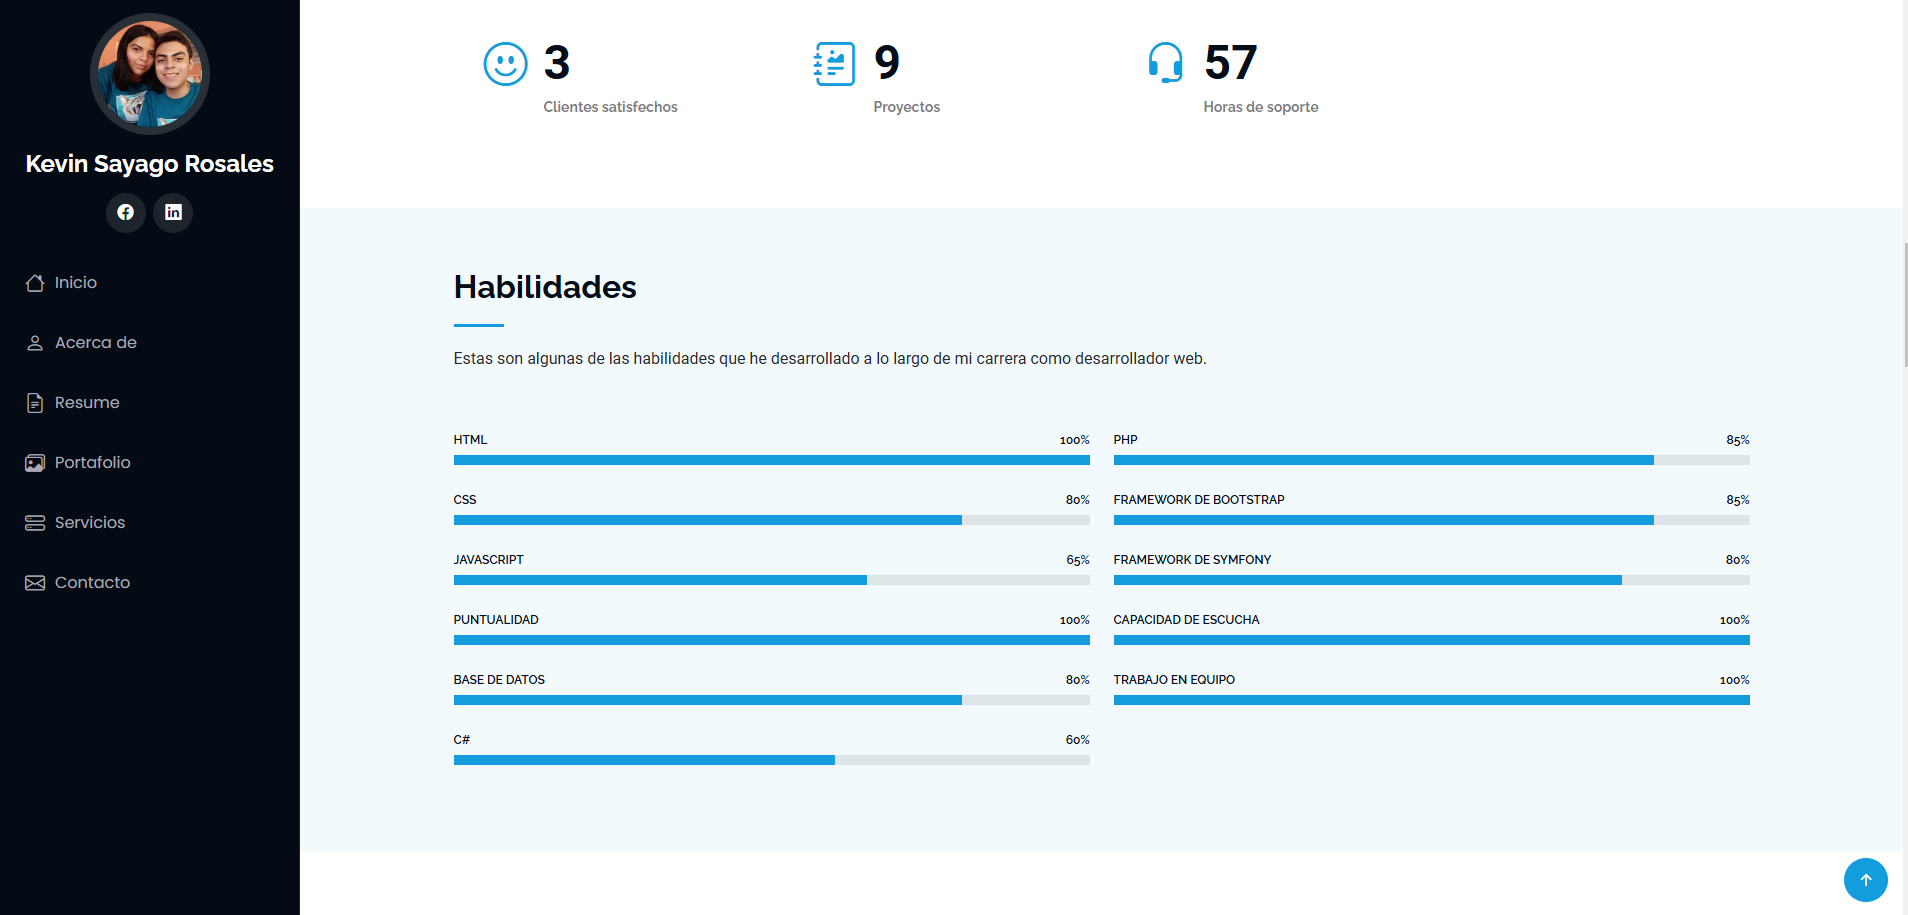 Kevin Sayago Rosales
Inicio
Acerca de
Resume
Portafolio
Servicios
Contacto
3
Clientes satisfechos
9
Proyectos
57
Horas de soporte
Habilidades
Estas son algunas de las habilidades que he desarrollado a lo largo de mi carrera como desarrollador web.
HTML 100%
CSS 80%
JAVASCRIPT 65%
PUNTUALIDAD 100%
BASE DE DATOS 80%
C# 60%
PHP 85%
FRAMEWORK DE BOOTSTRAP 85%
FRAMEWORK DE SYMFONY 80%
CAPACIDAD DE ESCUCHA 100%
TRABAJO EN EQUIPO 100%